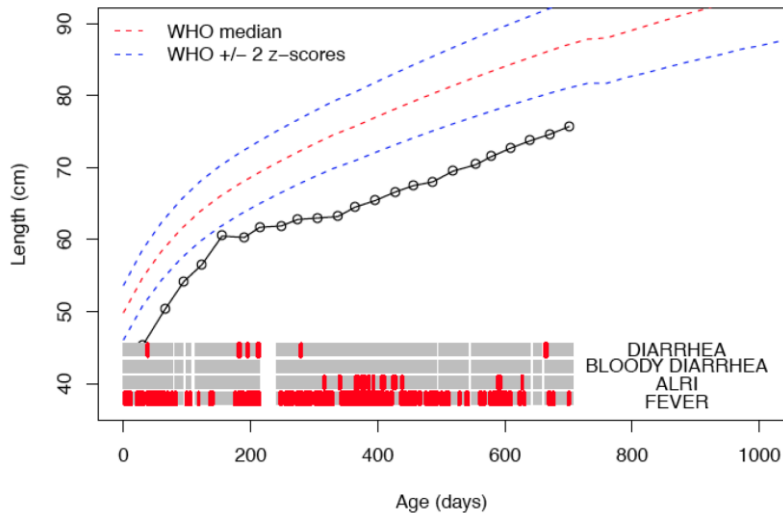 WHO median
WHO +/− 2 z−scores
90
80
70
60
50
40
Length (cm)
DIARRHEA
BLOODY DIARRHEA
ALRI
FEVER
0
200
400
600
800
1000
Age (days)